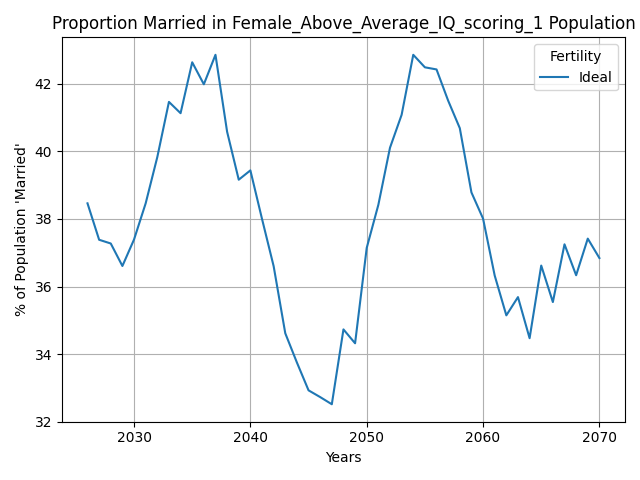 Proportion Married in Female_Above_Average_IQ_scoring_1 Population
Fertility
Ideal
% of Population 'Married'
42
40
38
36
34
32
2030
2040
2050
2060
2070
Years